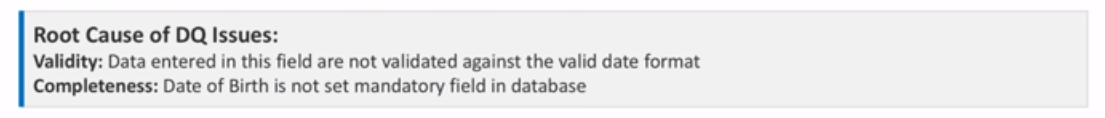 Root Cause of DQ Issues:
Validity: Data entered in this field are not validated against the valid date format
Completeness: Date of Birth is not set mandatory field in database